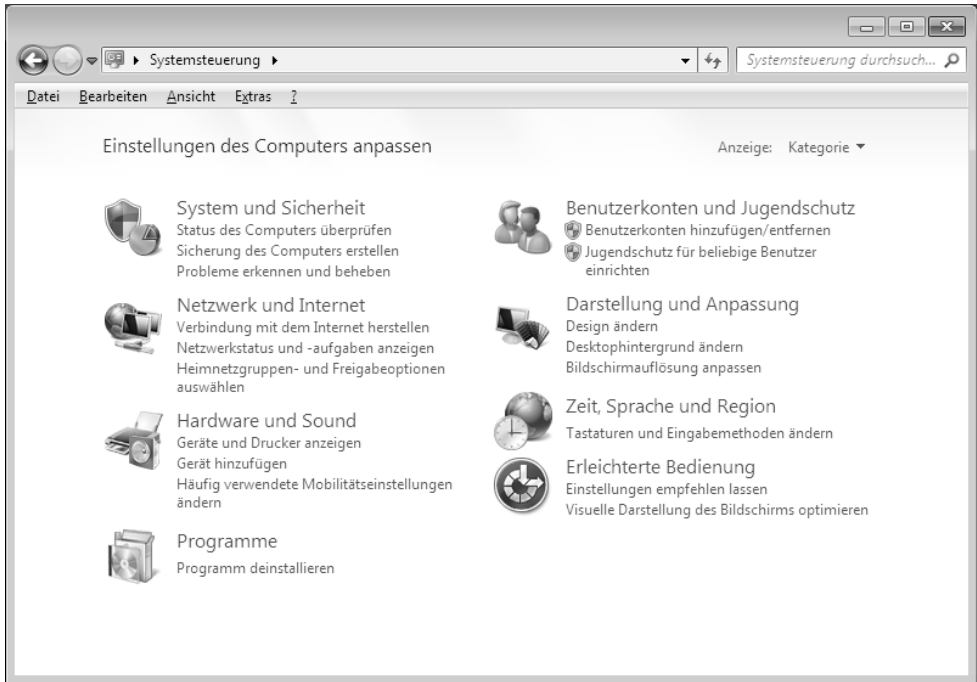 Systemsteuerung
Systemsteuerung durchsuch...
Datei Bearbeiten Ansicht Extras ?
Einstellungen des Computers anpassen
Anzeige: Kategorie
System und Sicherheit
Status des Computers überprüfen
Sicherung des Computers erstellen
Probleme erkennen und beheben
Netzwerk und Internet
Verbindung mit dem Internet herstellen
Netzwerkstatus und -aufgaben anzeigen
Heimnetzgruppen- und Freigabeoptionen
auswählen
Hardware und Sound
Geräte und Drucker anzeigen
Gerät hinzufügen
Häufig verwendete Mobilitätseinstellungen
ändern
Programme
Programm deinstallieren
Benutzerkonten und Jugendschutz
Benutzerkonten hinzufügen/entfernen
Jugendschutz für beliebige Benutzer
einrichten
Darstellung und Anpassung
Design ändern
Desktophintergrund ändern
Bildschirmauflösung anpassen
Zeit, Sprache und Region
Tastaturen und Eingabemethoden ändern
Erleichterte Bedienung
Einstellungen empfehlen lassen
Visuelle Darstellung des Bildschirms optimieren